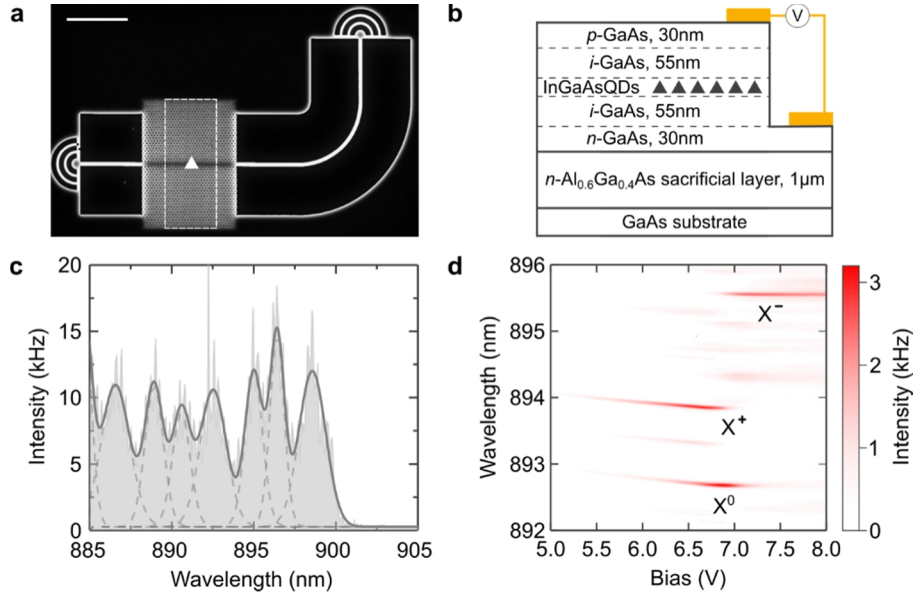 a
b
V
p-GaAs, 30nm
i-GaAs, 55nm
InGaAsQDs
i-GaAs, 55nm
n-GaAs, 30nm
n-Al0.6Ga0.4As sacrificial layer, 1μm
GaAs substrate
c
20
15
10
5
0
Intensity (kHz)
885 890 895 900 905
Wavelength (nm)
d
896
895
894
893
892
Wavelength (nm)
X−
X+
X0
5.0 5.5 6.0 6.5 7.0 7.5 8.0
Bias (V)
3
2
1
0
Intensity (kHz)